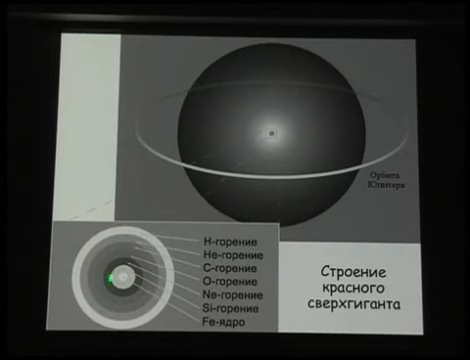 Орбита
Юпитера
H-горение
He-горение
C-горение
O-горение
Ne-горение
Si-горение
Fe-ядро
Строение
красного
сверхгиганта